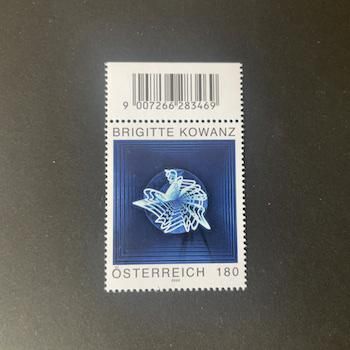 9 007266 283469
BRIGITTE KOWANZ
ÖSTERREICH 180